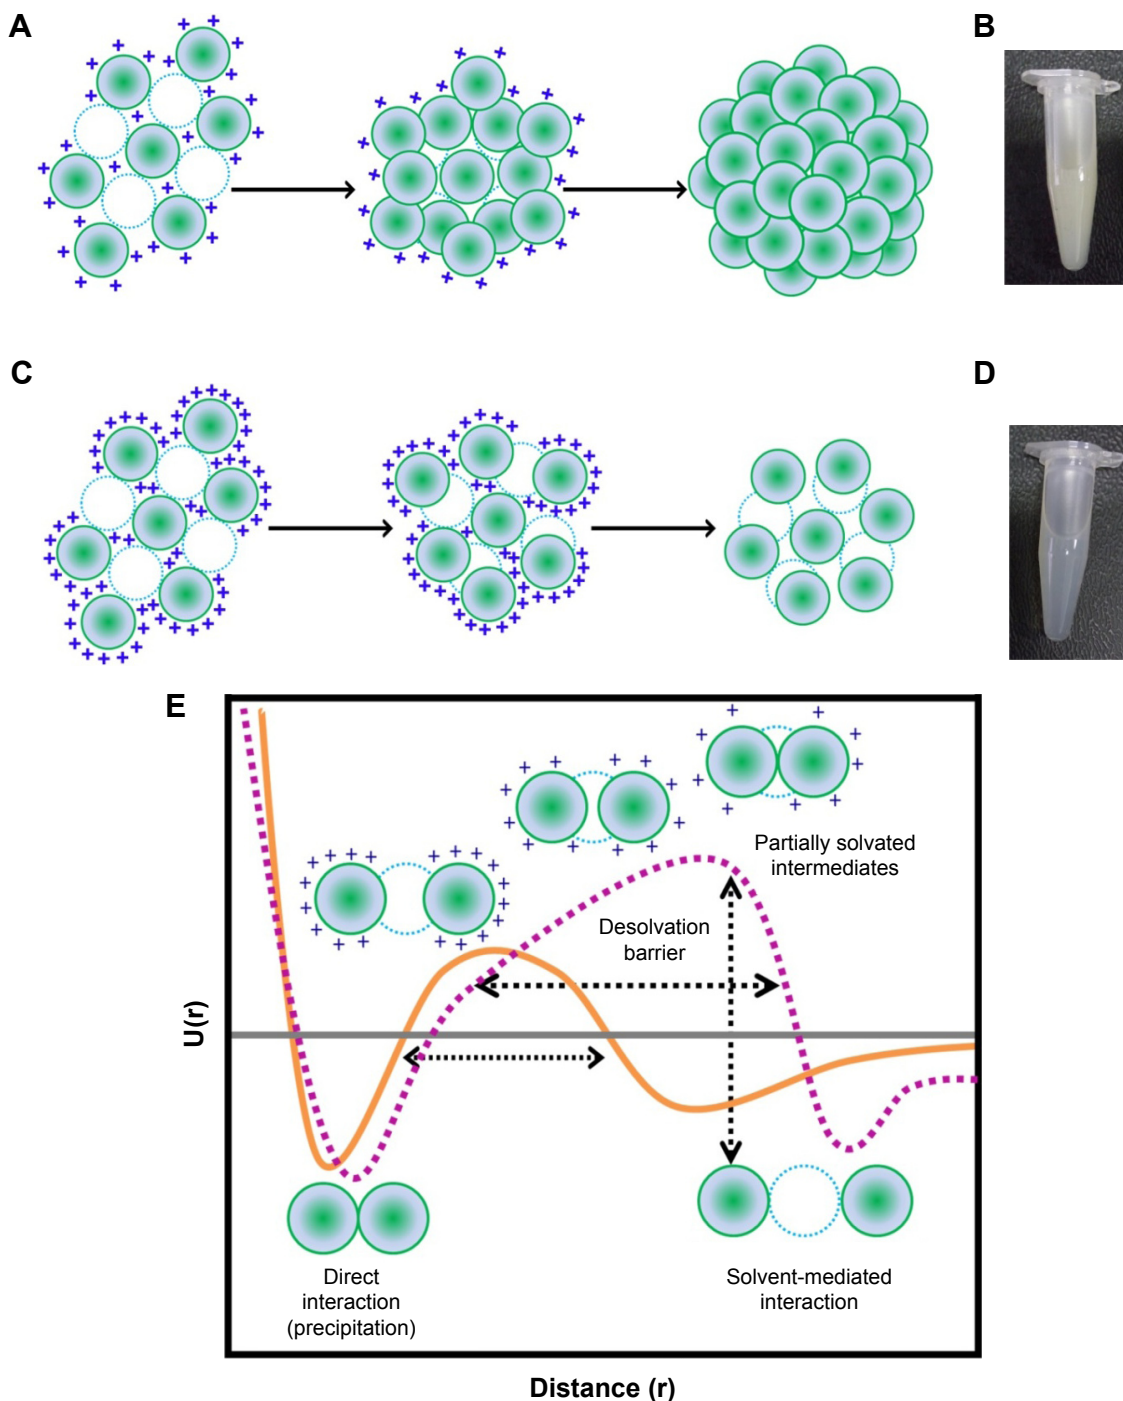 A
B
C
D
E
Partially solvated
intermediates
Desolvation
barrier
U(r)
Direct
interaction
(precipitation)
Solvent-mediated
interaction
Distance (r)